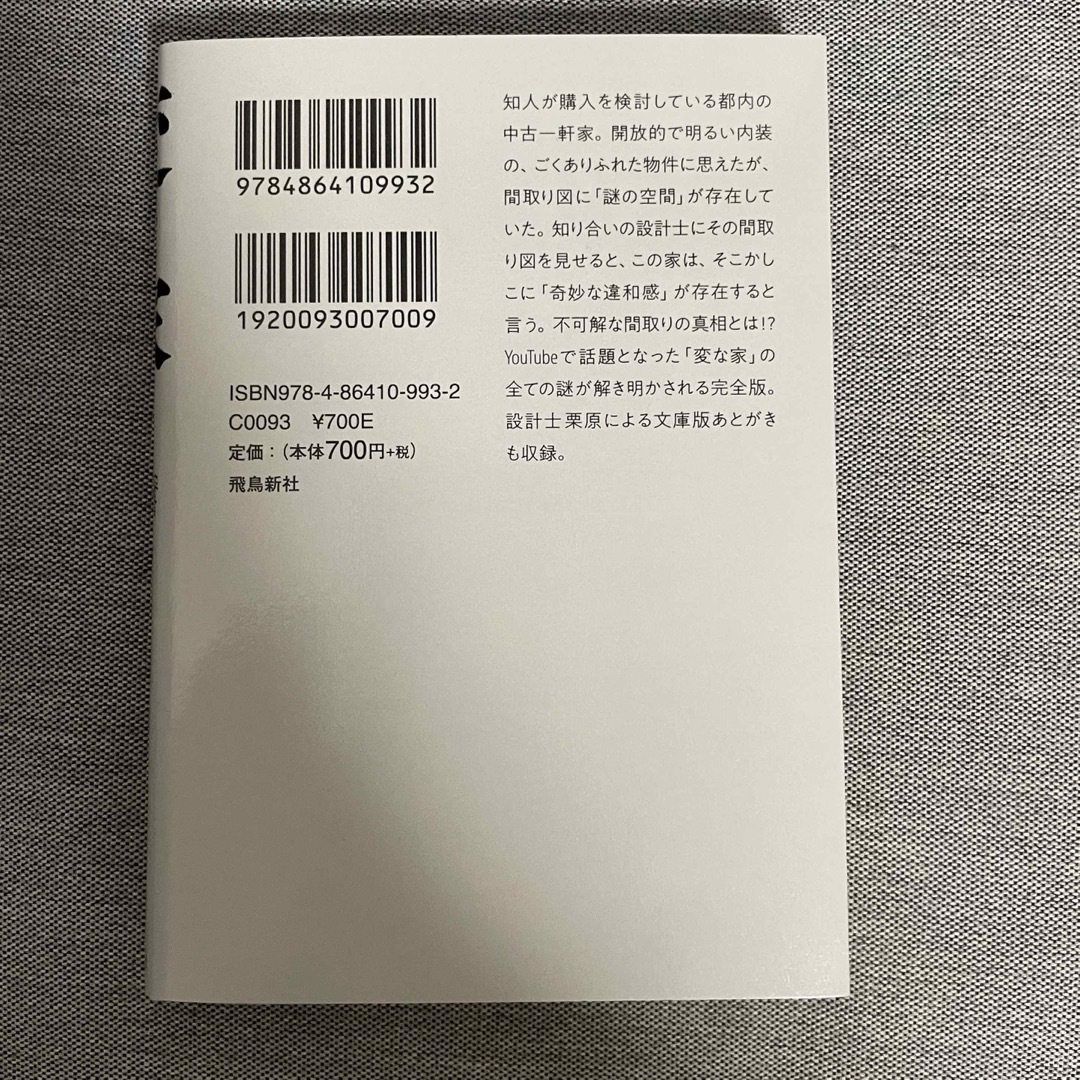 9784864109932
1920093007009
ISBN978-4-86410-993-2
C0093 ¥700E
定価：（本体700円+税）
飛鳥新社
知人が購入を検討している都内の
中古一軒家。開放的で明るい内装
の、ごくありふれた物件に思えたが、
間取り図に「謎の空間」が存在して
いた。知り合いの設計士にその間取
り図を見せると、この家は、そこかし
こに「奇妙な違和感」が存在すると
言う。不可解な間取りの真相とは!?
YouTubeで話題となった「変な家」の
全ての謎が解き明かされる完全版。
設計士栗原による文庫版あとがき
も収録。